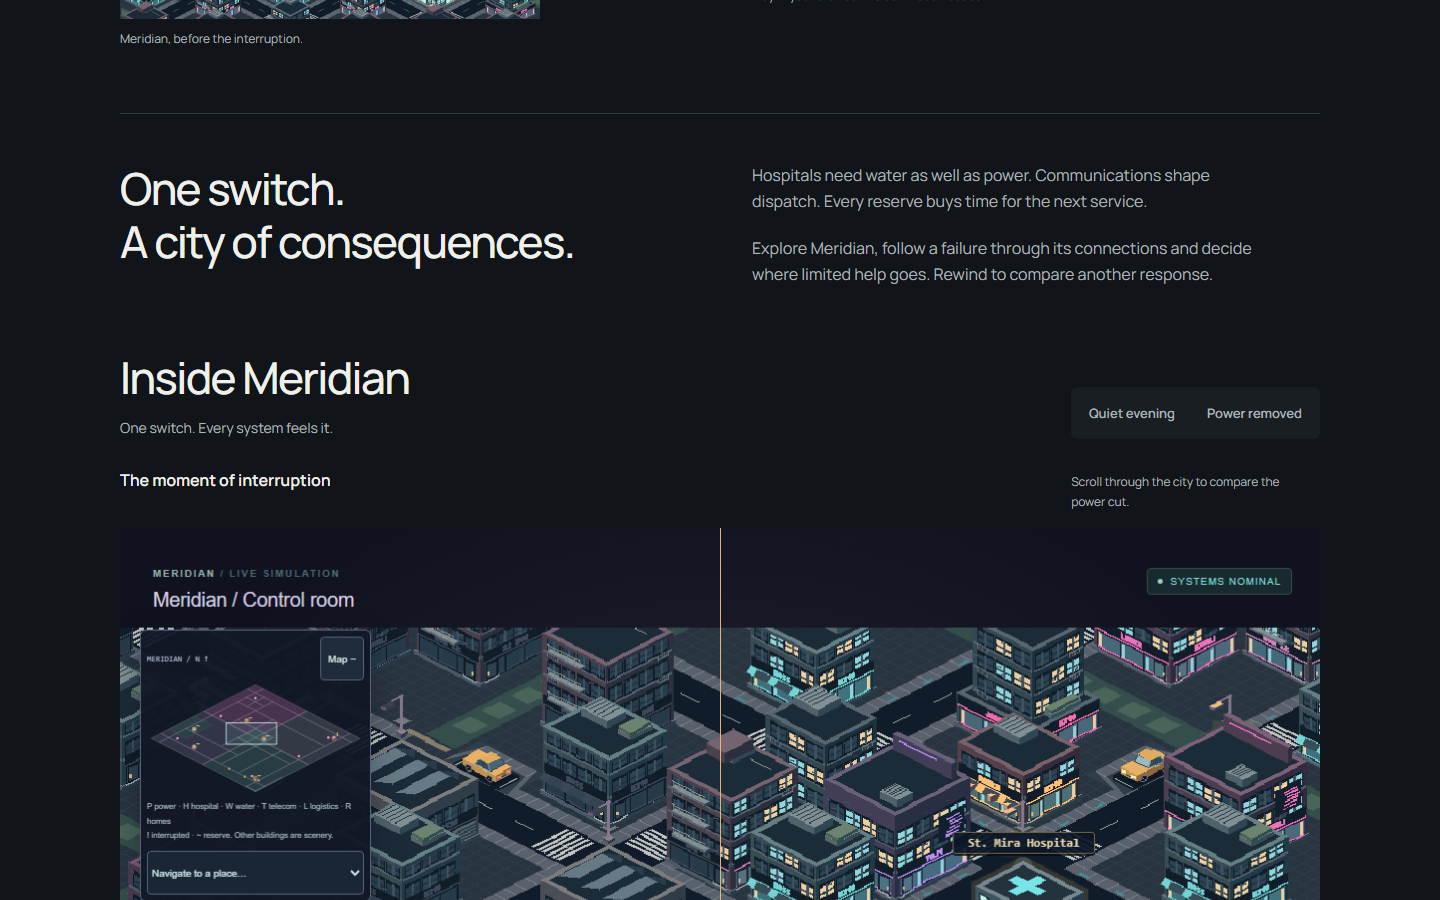 Meridian, before the interruption.
One switch.
A city of consequences.
Hospitals need water as well as power. Communications shape
dispatch. Every reserve buys time for the next service.
Explore Meridian, follow a failure through its connections and decide
where limited help goes. Rewind to compare another response.
Inside Meridian
One switch. Every system feels it.
Quiet evening
Power removed
The moment of interruption
Scroll through the city to compare the
power cut.
MERIDIAN / LIVE SIMULATION
Meridian / Control room
SYSTEMS NOMINAL
MERIDIAN / N ↑
Map −
P power · H hospital · W water · T telecom · L logistics · R
homes
! interrupted · ~ reserve. Other buildings are scenery.
Navigate to a place...
St. Mira Hospital